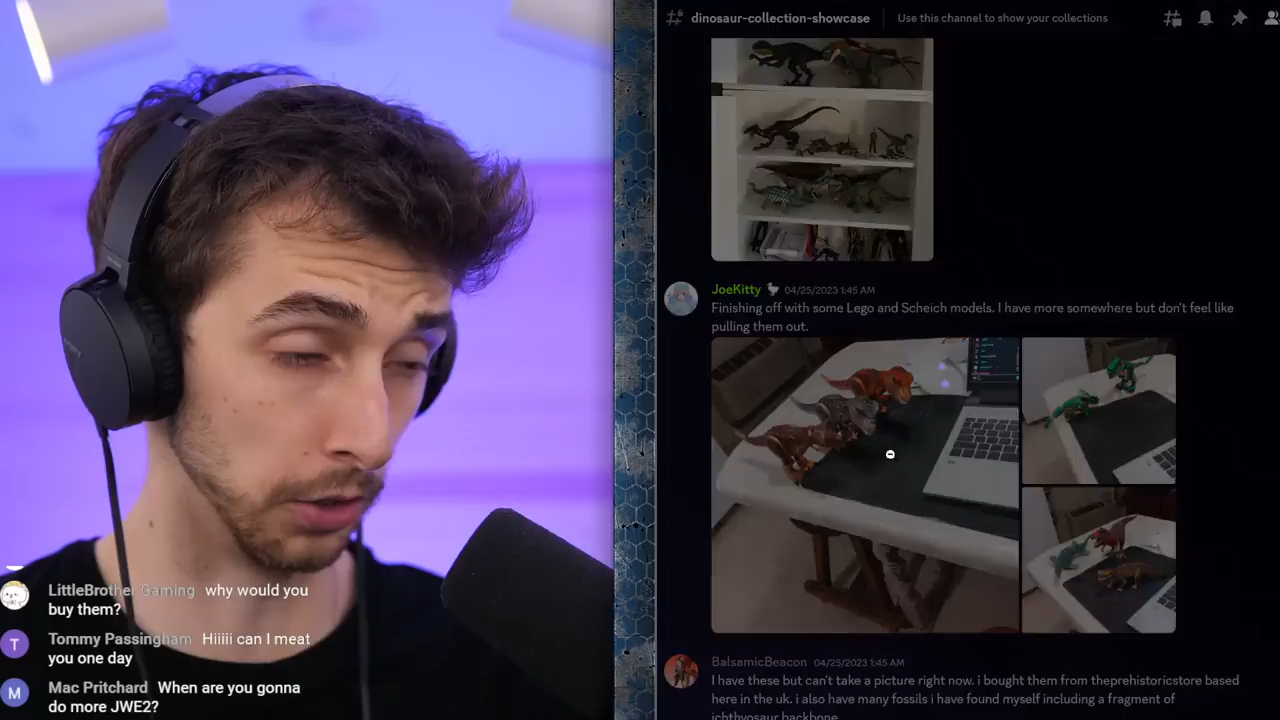 dinosaur-collection-showcase
Use this channel to show your collections
JoeKitty 04/25/2023 1:45 AM
Finishing off with some Lego and Scheich models. I have more somewhere but don't feel like
pulling them out.
BalsamicBeacon 04/25/2023 1:45 AM
I have these but can't take a picture right now. i bought them from theprehistoricstore based
here in the uk. i also have many fossils i have found myself including a fragment of
ichthyosaur backbone
SONY
LittleBrother Gaming why would you
buy them?
T Tommy Passingham Hiiiii can I meat
you one day
M Mac Pritchard When are you gonna
do more JWE2?